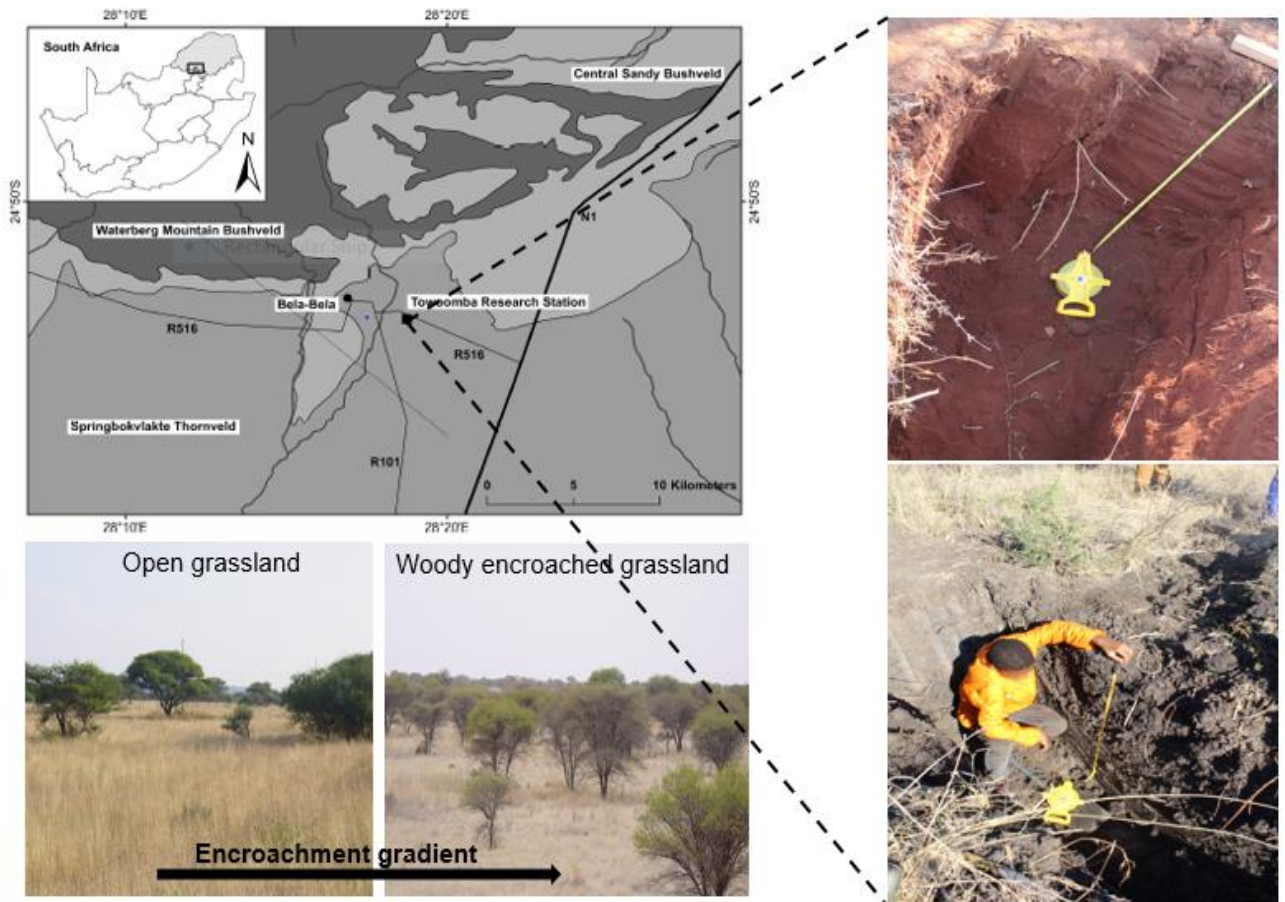 28°10'E
28°20'E
South Africa
N
Central Sandy Bushveld
24°50'S
24°50'S
N1
Waterberg Mountain Bushveld
Rectangular Ship
Bela-Bela
Towoomba Research Station
R516
R516
Springbokvlakte Thornveld
R101
0 5 10 Kilometers
28°10'E
28°20'E
Open grassland
Woody encroached grassland
Encroachment gradient